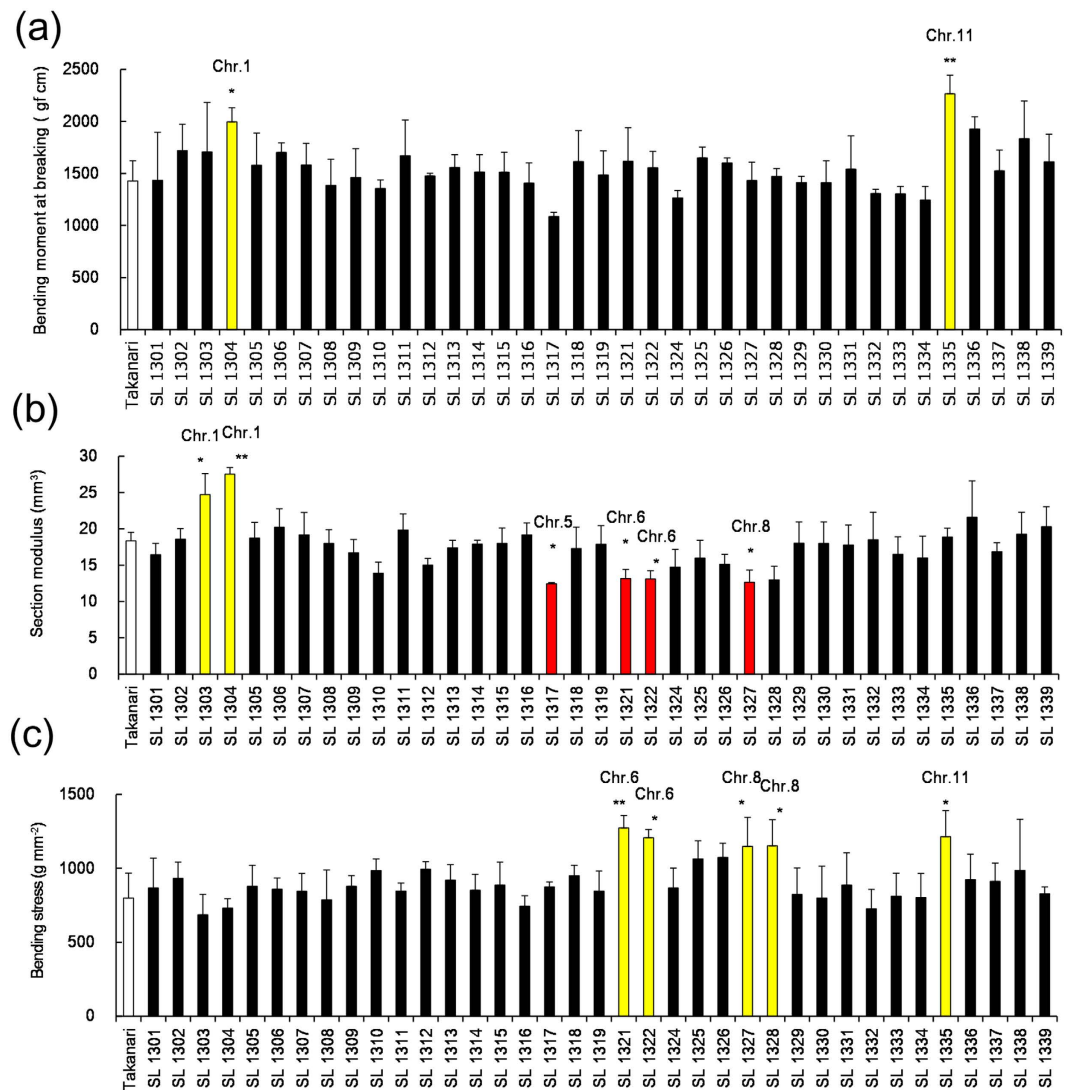 (a)
Bending moment at breaking ( gf cm)
2500
2000
1500
1000
500
0
Chr.1
*
Chr.11
**
Takanari
SL 1301
SL 1302
SL 1303
SL 1304
SL 1305
SL 1306
SL 1307
SL 1308
SL 1309
SL 1310
SL 1311
SL 1312
SL 1313
SL 1314
SL 1315
SL 1316
SL 1317
SL 1318
SL 1319
SL 1321
SL 1322
SL 1324
SL 1325
SL 1326
SL 1327
SL 1328
SL 1329
SL 1330
SL 1331
SL 1332
SL 1333
SL 1334
SL 1335
SL 1336
SL 1337
SL 1338
SL 1339
(b)
Section modulus (mm³)
30
25
20
15
10
5
0
Chr.1
*
Chr.1
**
Chr.5
*
Chr.6
*
Chr.6
*
Chr.8
*
Takanari
SL 1301
SL 1302
SL 1303
SL 1304
SL 1305
SL 1306
SL 1307
SL 1308
SL 1309
SL 1310
SL 1311
SL 1312
SL 1313
SL 1314
SL 1315
SL 1316
SL 1317
SL 1318
SL 1319
SL 1321
SL 1322
SL 1324
SL 1325
SL 1326
SL 1327
SL 1328
SL 1329
SL 1330
SL 1331
SL 1332
SL 1333
SL 1334
SL 1335
SL 1336
SL 1337
SL 1338
SL 1339
(c)
Bending stress (g mm⁻²)
1500
1000
500
0
Chr.6
**
Chr.6
*
Chr.8
*
Chr.8
*
Chr.11
*
Takanari
SL 1301
SL 1302
SL 1303
SL 1304
SL 1305
SL 1306
SL 1307
SL 1308
SL 1309
SL 1310
SL 1311
SL 1312
SL 1313
SL 1314
SL 1315
SL 1316
SL 1317
SL 1318
SL 1319
SL 1321
SL 1322
SL 1324
SL 1325
SL 1326
SL 1327
SL 1328
SL 1329
SL 1330
SL 1331
SL 1332
SL 1333
SL 1334
SL 1335
SL 1336
SL 1337
SL 1338
SL 1339